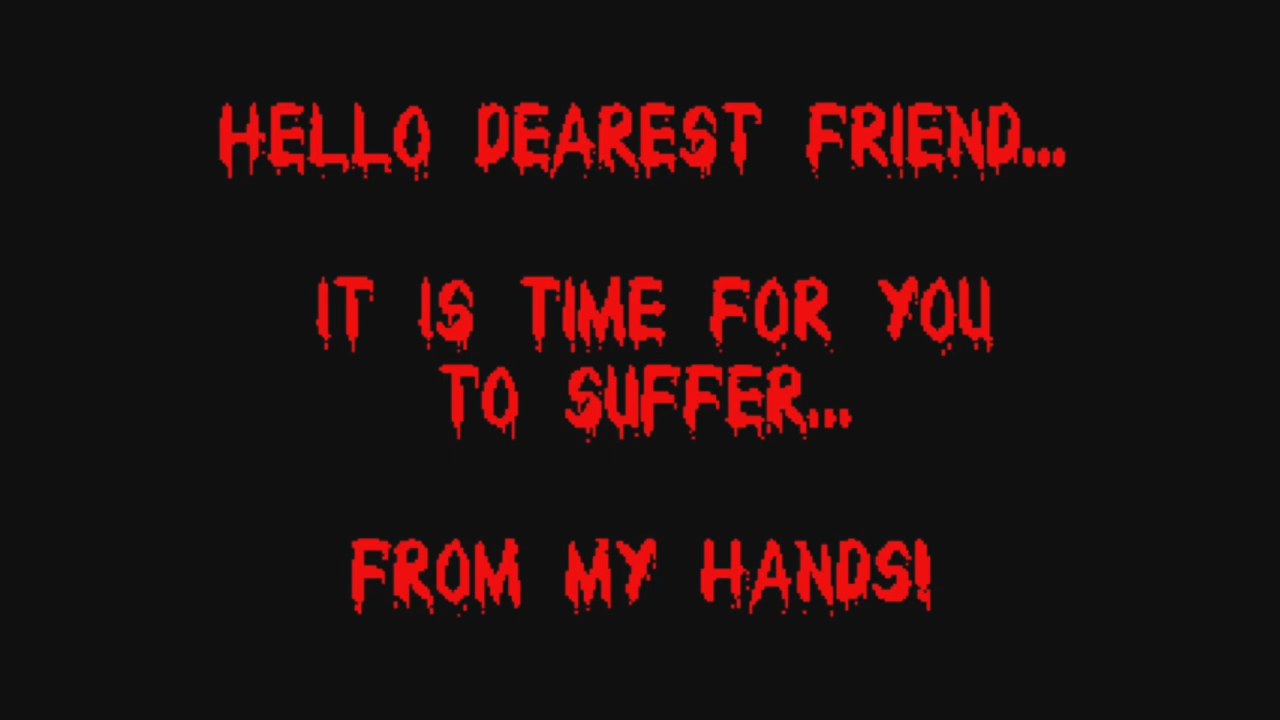 HELLO DEAREST FRIEND...
IT IS TIME FOR YOU
TO SUFFER...
FROM MY HANDS!